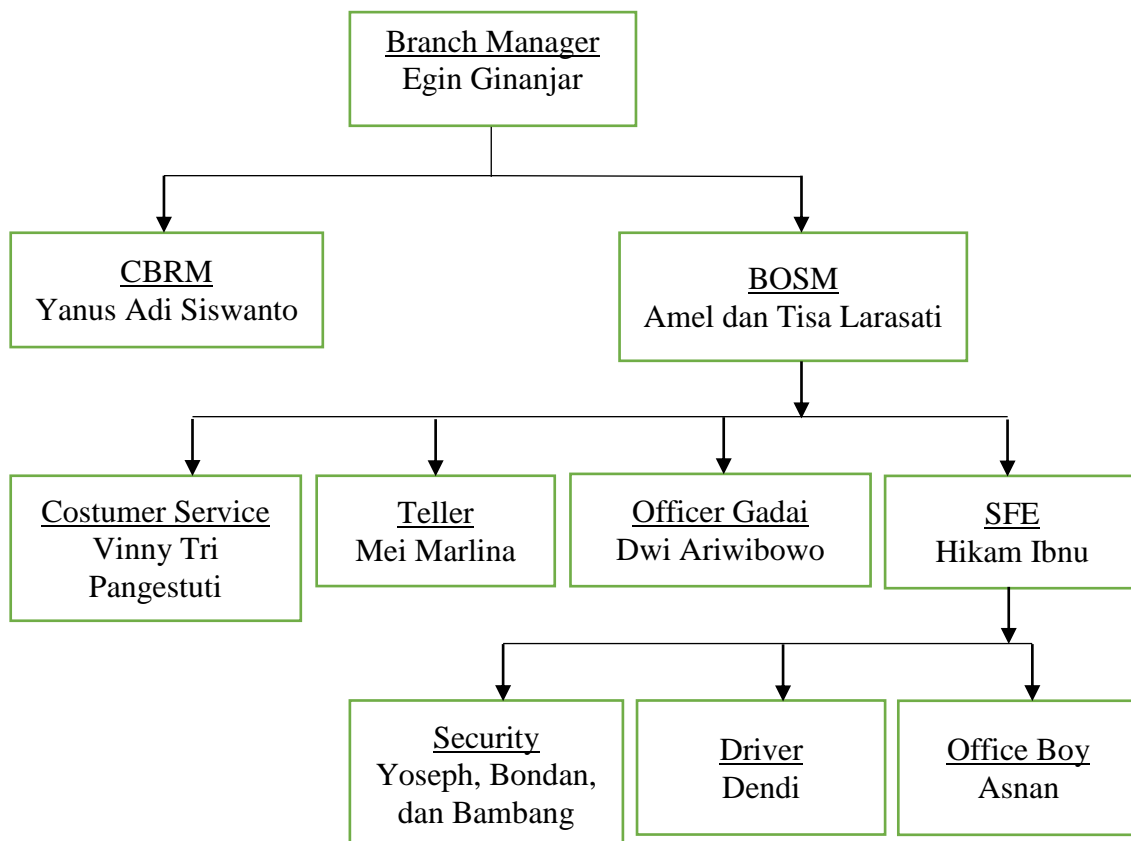 Branch Manager
Egin Ginanjar
CBRM
Yanus Adi Siswanto
BOSM
Amel dan Tisa Larasati
Costumer Service
Vinny Tri
Pangestuti
Teller
Mei Marlina
Officer Gadai
Dwi Ariwibowo
SFE
Hikam Ibnu
Security
Yoseph, Bondan,
dan Bambang
Driver
Dendi
Office Boy
Asnan